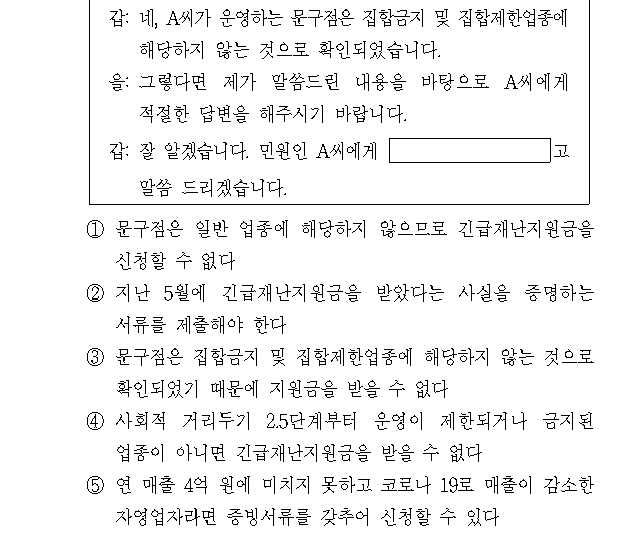 갑: 네, A씨가 운영하는 문구점은 집합금지 및 집합제한업종에
해당하지 않는 것으로 확인되었습니다.
을: 그렇다면 제가 말씀드린 내용을 바탕으로 A씨에게
적절한 답변을 해주시기 바랍니다.
갑: 잘 알겠습니다. 민원인 A씨에게 고
말씀 드리겠습니다.
① 문구점은 일반 업종에 해당하지 않으므로 긴급재난지원금을
신청할 수 없다
② 지난 5월에 긴급재난지원금을 받았다는 사실을 증명하는
서류를 제출해야 한다
③ 문구점은 집합금지 및 집합제한업종에 해당하지 않는 것으로
확인되었기 때문에 지원금을 받을 수 없다
④ 사회적 거리두기 2.5단계부터 운영이 제한되거나 금지된
업종이 아니면 긴급재난지원금을 받을 수 없다
⑤ 연 매출 4억 원에 미치지 못하고 코로나 19로 매출이 감소한
자영업자라면 증빙서류를 갖추어 신청할 수 있다